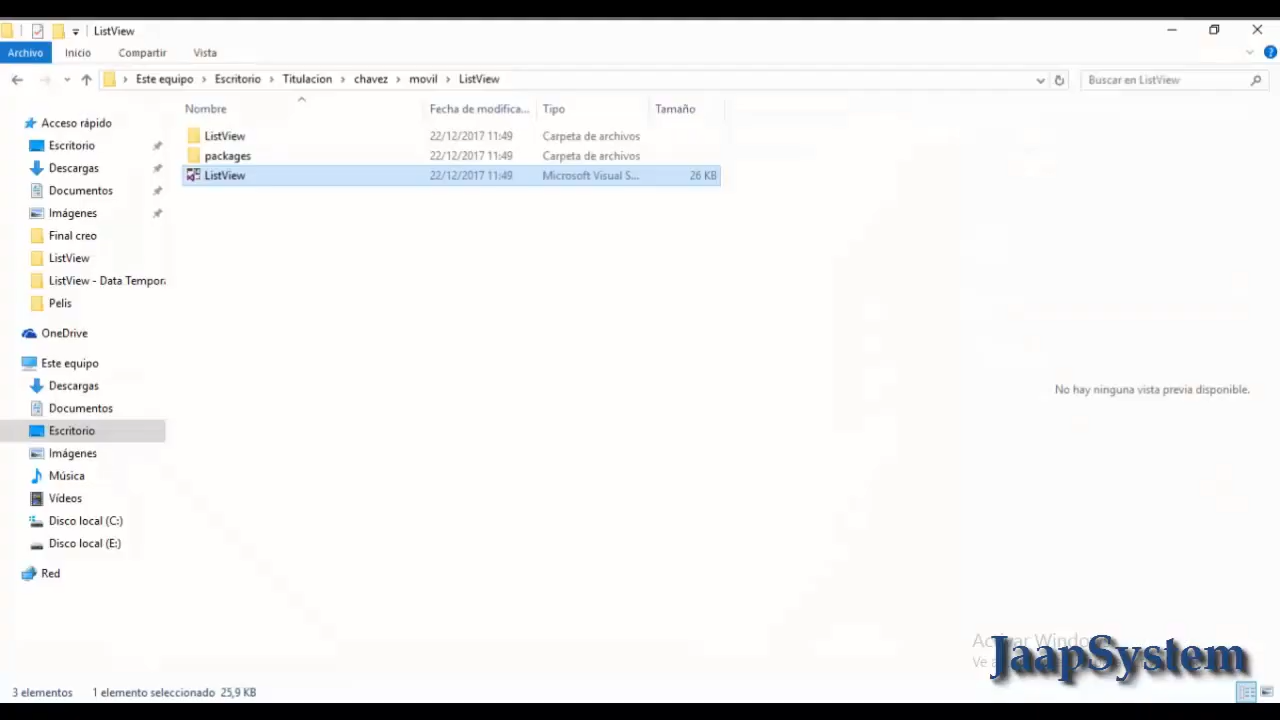 ListView
Archivo Inicio Compartir Vista
Este equipo Escritorio Titulacion chavez movil ListView
Buscar en ListView
Nombre Fecha de modifica... Tipo Tamaño
ListView 22/12/2017 11:49 Carpeta de archivos
packages 22/12/2017 11:49 Carpeta de archivos
ListView 22/12/2017 11:49 Microsoft Visual S... 26 KB
Acceso rápido
Escritorio
Descargas
Documentos
Imágenes
Final creo
ListView
ListView - Data Tempor
Pelis
OneDrive
Este equipo
Descargas
Documentos
Escritorio
Imágenes
Música
Vídeos
Disco local (C:)
Disco local (E:)
Red
No hay ninguna vista previa disponible.
JaapSystem
3 elementos 1 elemento seleccionado 25,9 KB